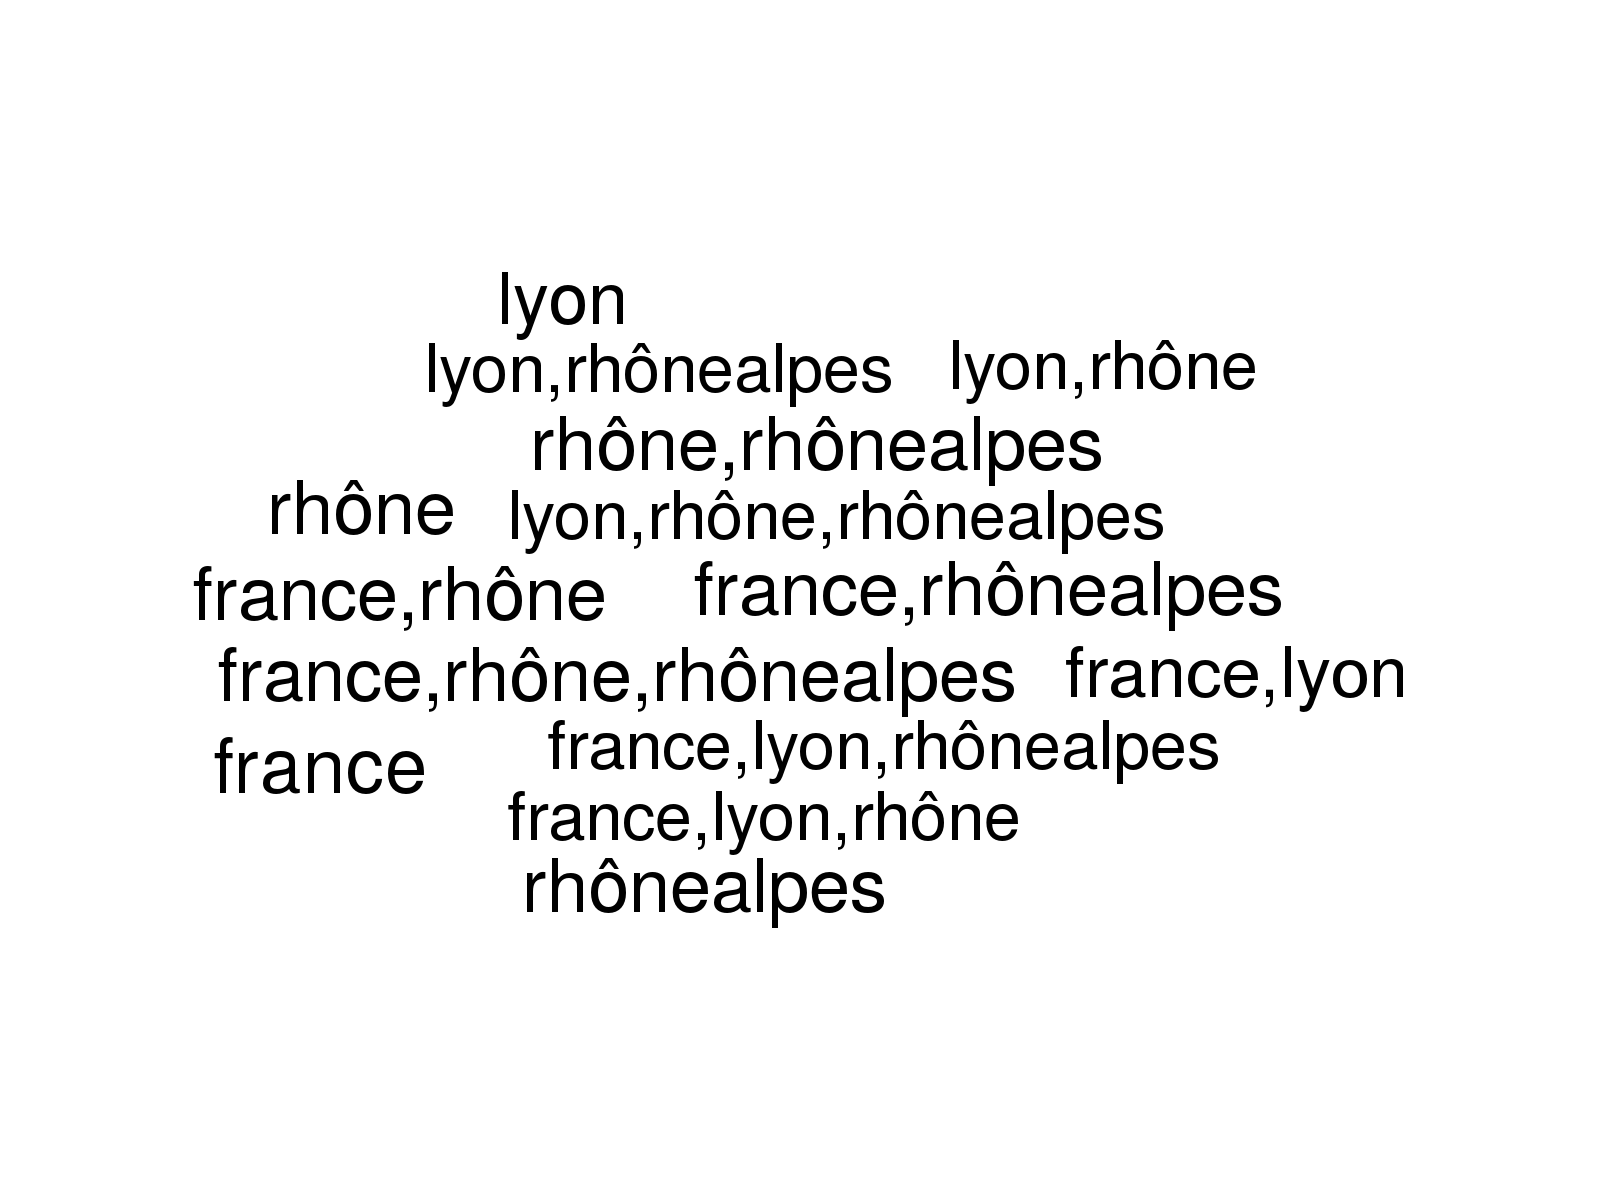 lyon
lyon,rhônealpes lyon,rhône
rhône,rhônealpes
rhône lyon,rhône,rhônealpes
france,rhône france,rhônealpes
france,rhône,rhônealpes france,lyon
france france,lyon,rhônealpes
france,lyon,rhône
rhônealpes